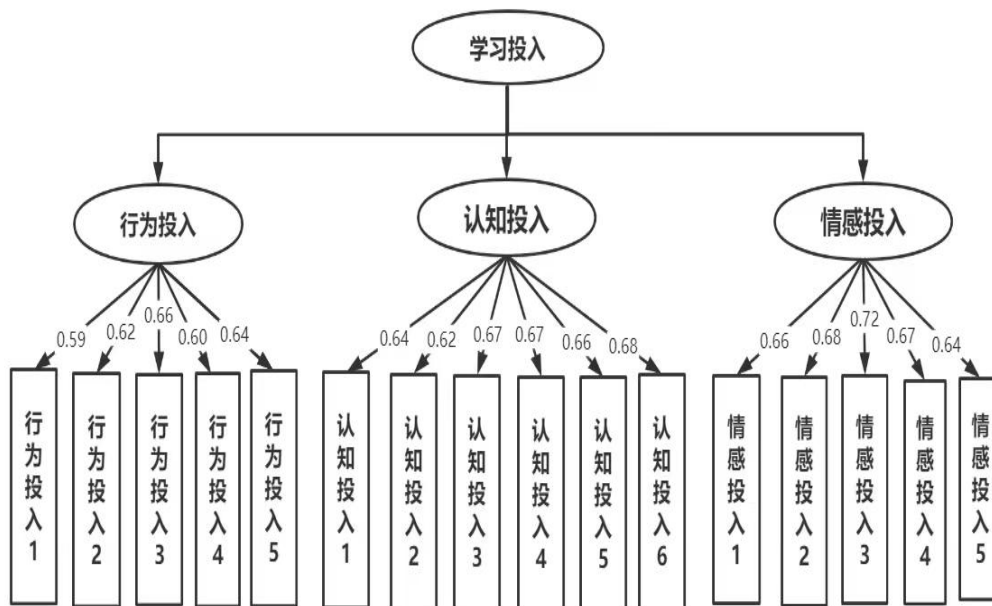 学习投入
行为投入
认知投入
情感投入
0.59
0.62
0.66
0.60
0.64
0.64
0.62
0.67
0.67
0.66
0.68
0.66
0.68
0.72
0.67
0.64
行为投入1
行为投入2
行为投入3
行为投入4
行为投入5
认知投入1
认知投入2
认知投入3
认知投入4
认知投入5
认知投入6
情感投入1
情感投入2
情感投入3
情感投入4
情感投入5